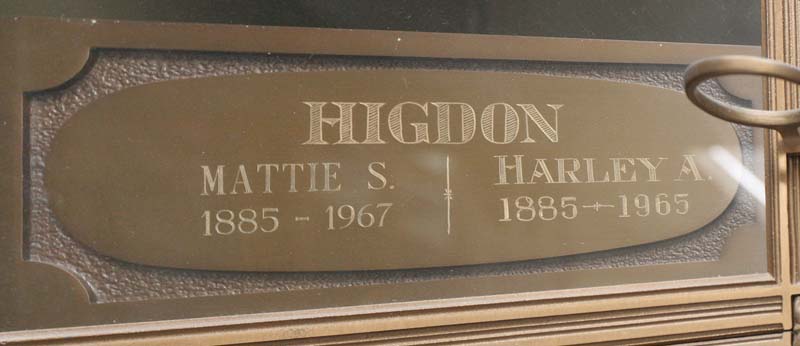 HIGDON
MATTIE S.
1885 - 1967
HARLEY A.
1885 - 1965